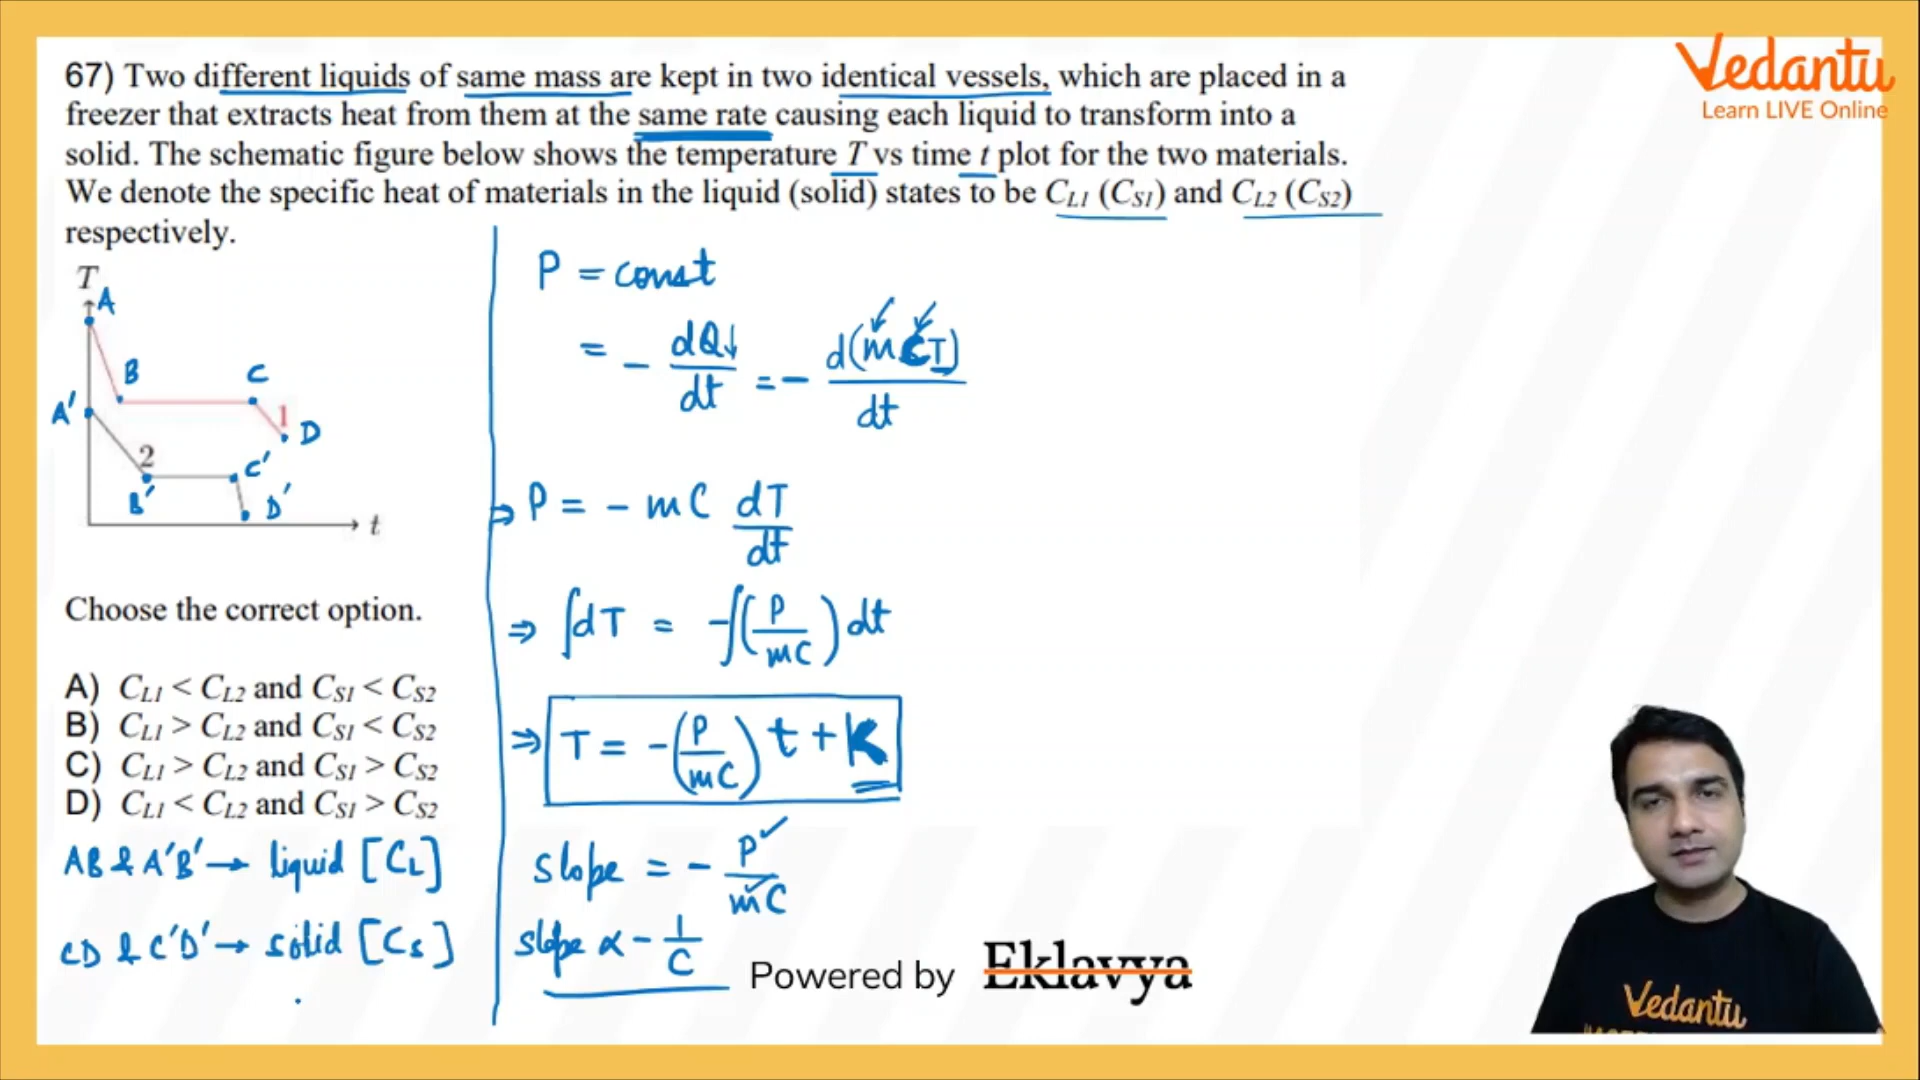 67) Two different liquids of same mass are kept in two identical vessels, which are placed in a
freezer that extracts heat from them at the same rate causing each liquid to transform into a
solid. The schematic figure below shows the temperature T vs time t plot for the two materials.
We denote the specific heat of materials in the liquid (solid) states to be CL1 (CS1) and CL2 (CS2)
respectively.
Vedantu
Learn LIVE Online
T
A
B
C
1
D
A'
2
B'
C'
D'
t
Choose the correct option.
A) CL1 < CL2 and CS1 < CS2
B) CL1 > CL2 and CS1 < CS2
C) CL1 > CL2 and CS1 > CS2
D) CL1 < CL2 and CS1 > CS2
AB & A'B' → liquid [CL]
CD & C'D' → solid [CS]
P = const
= - dQ↓/dt = - d(mCT)/dt
⇒ P = - mC dT/dt
⇒ ∫dT = -∫(P/mC) dt
⇒ T = -(P/mC) t + K
slope = - P/mC
slope ∝ - 1/C
Powered by Eklavya
Vedantu